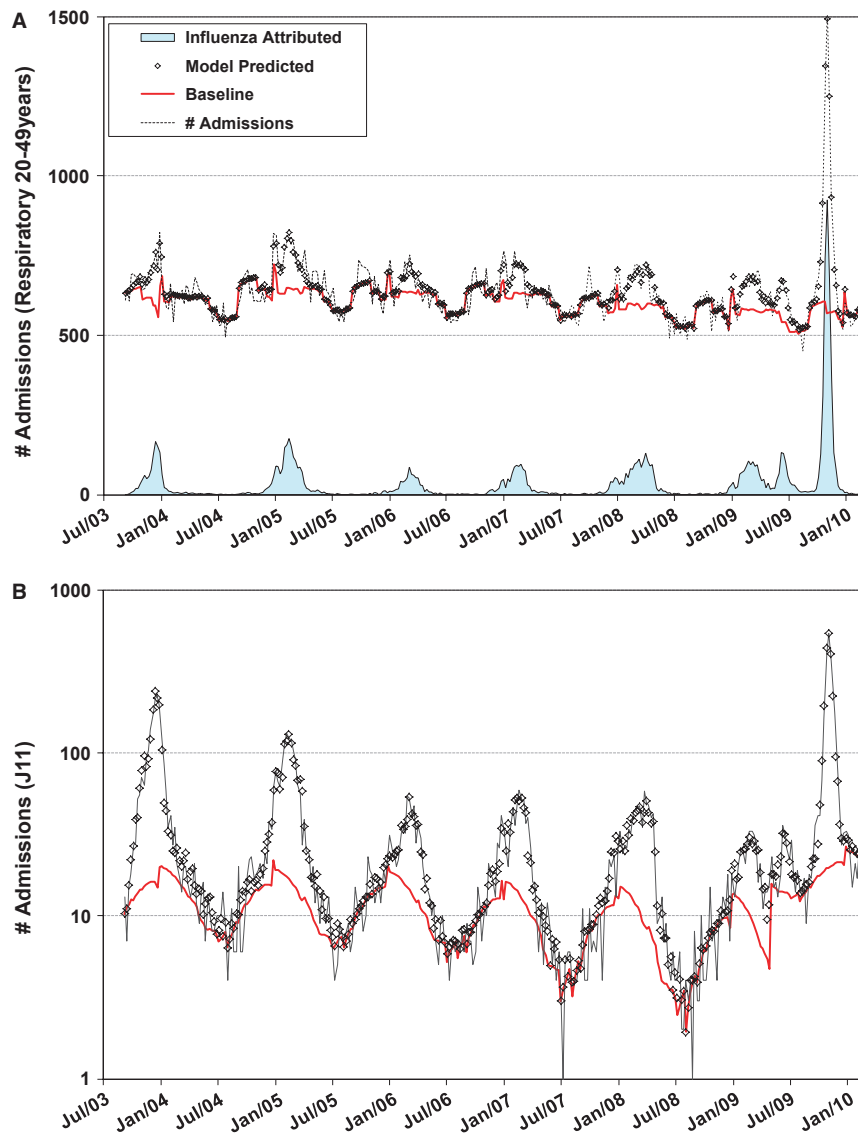 A
# Admissions (Respiratory 20-49years)
1500
1000
500
0
Influenza Attributed
Model Predicted
Baseline
# Admissions
Jul/03
Jan/04
Jul/04
Jan/05
Jul/05
Jan/06
Jul/06
Jan/07
Jul/07
Jan/08
Jul/08
Jan/09
Jul/09
Jan/10
B
# Admissions (J11)
1000
100
10
1
Jul/03
Jan/04
Jul/04
Jan/05
Jul/05
Jan/06
Jul/06
Jan/07
Jul/07
Jan/08
Jul/08
Jan/09
Jul/09
Jan/10